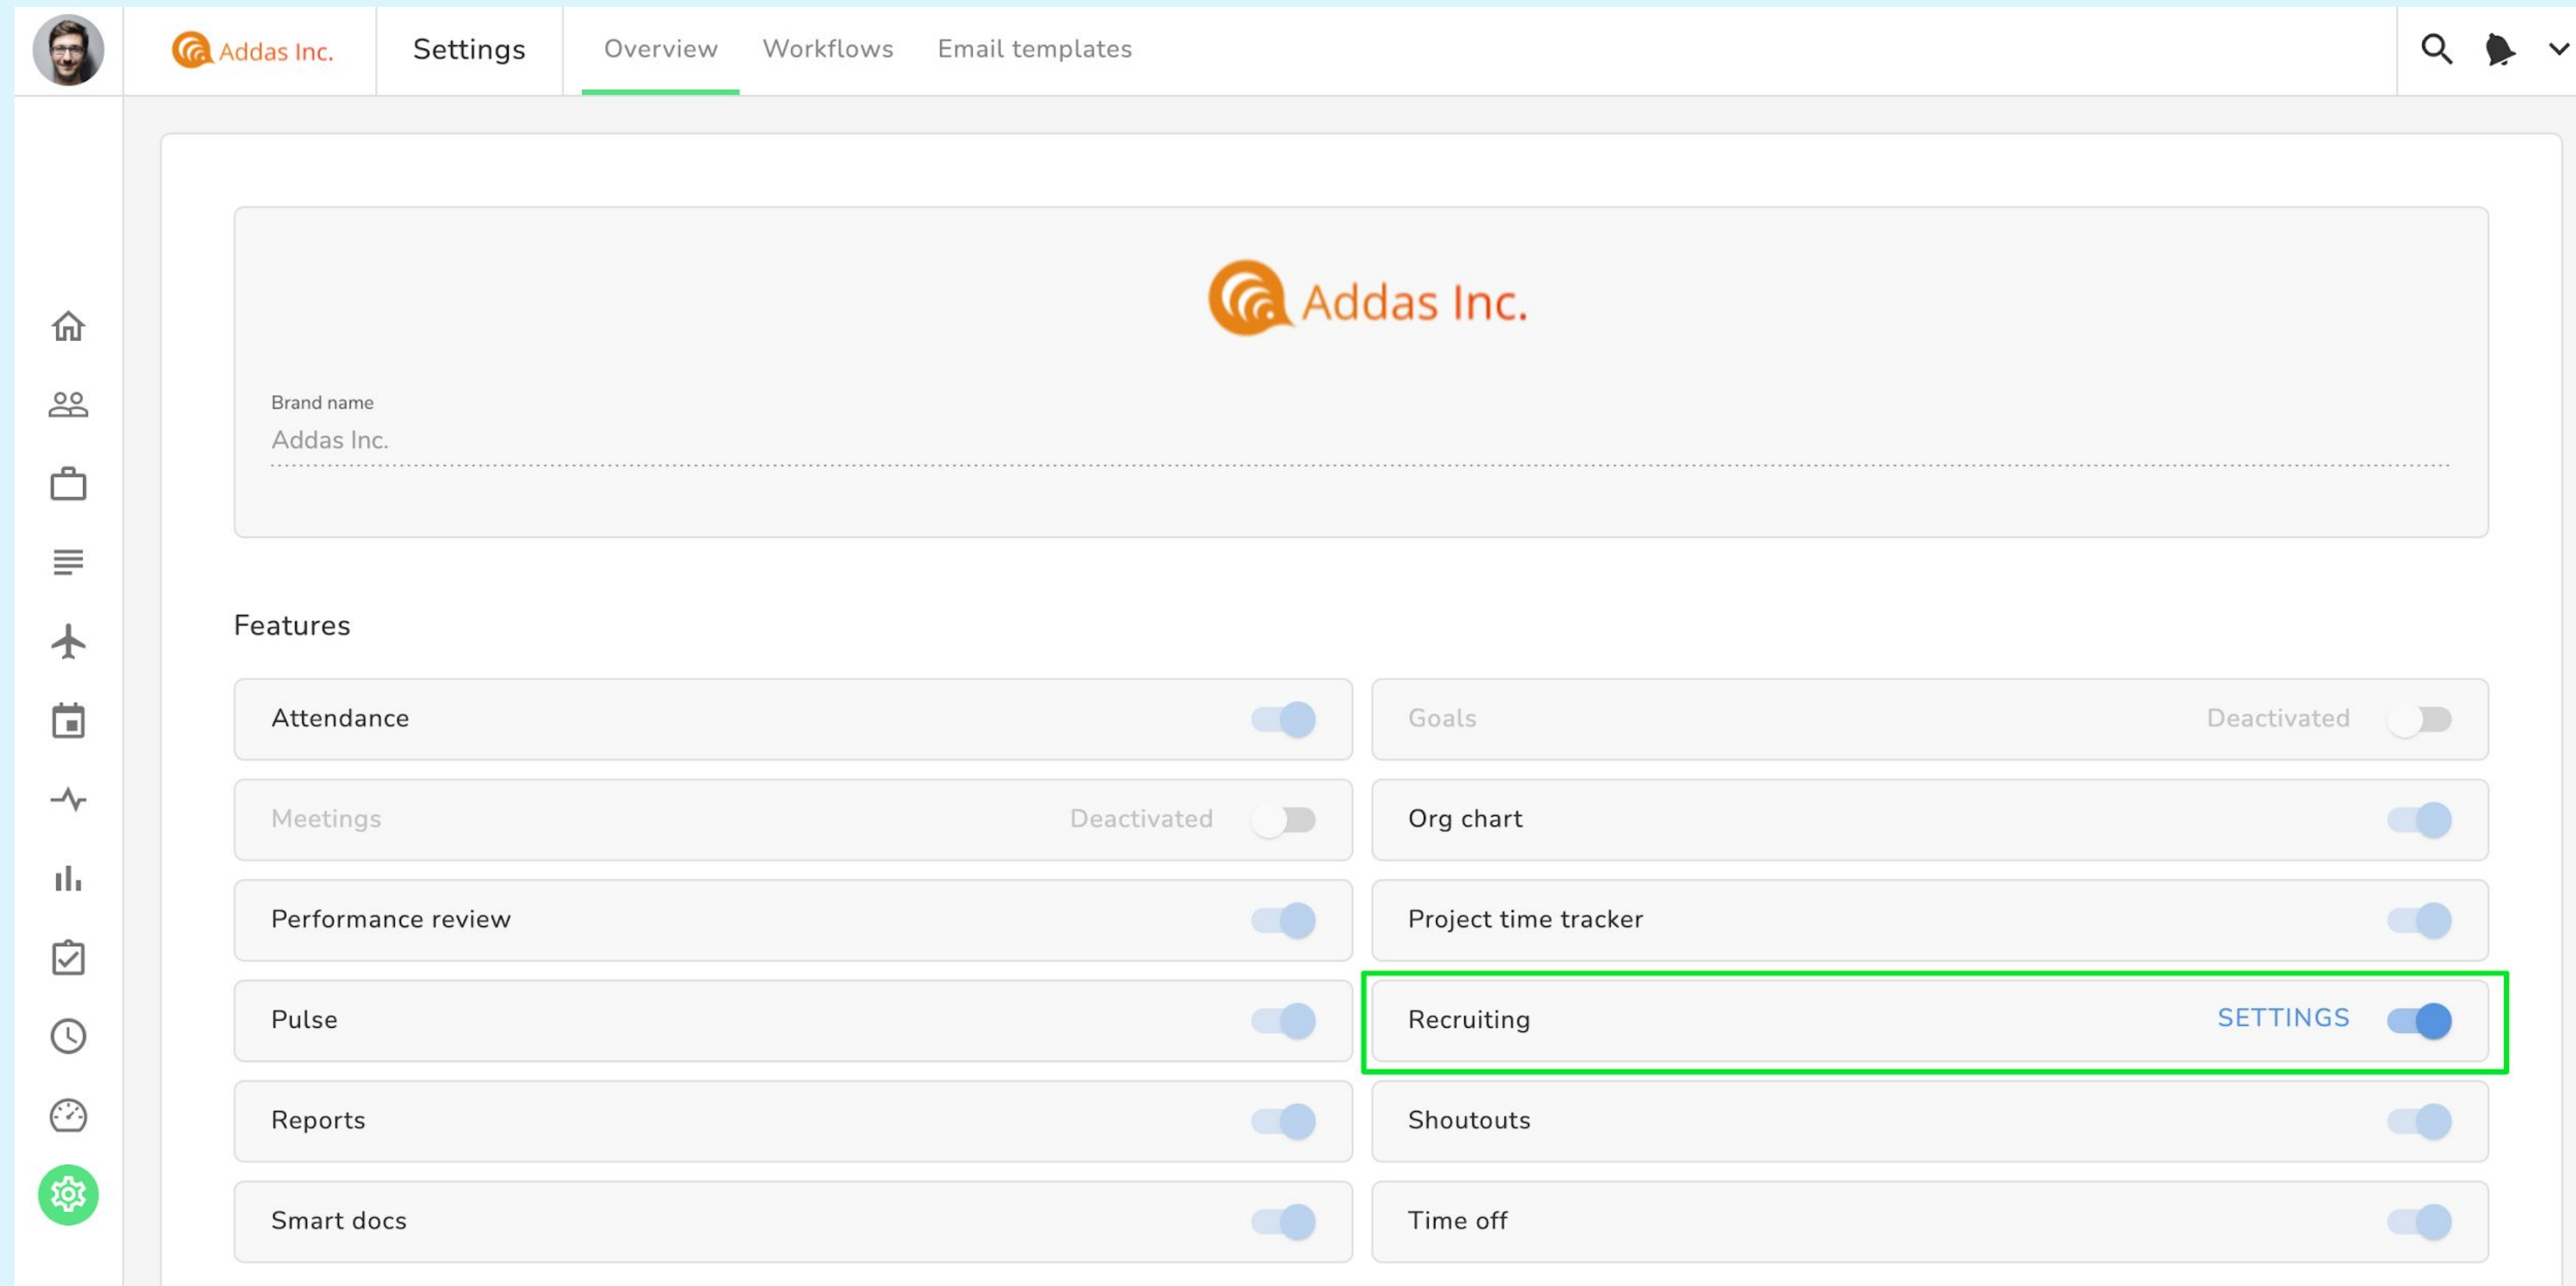 Addas Inc.
Settings
Overview Workflows Email templates
Addas Inc.
Brand name
Addas Inc.
Features
Attendance
Goals Deactivated
Meetings Deactivated
Org chart
Performance review
Project time tracker
Pulse
Recruiting SETTINGS
Reports
Shoutouts
Smart docs
Time off